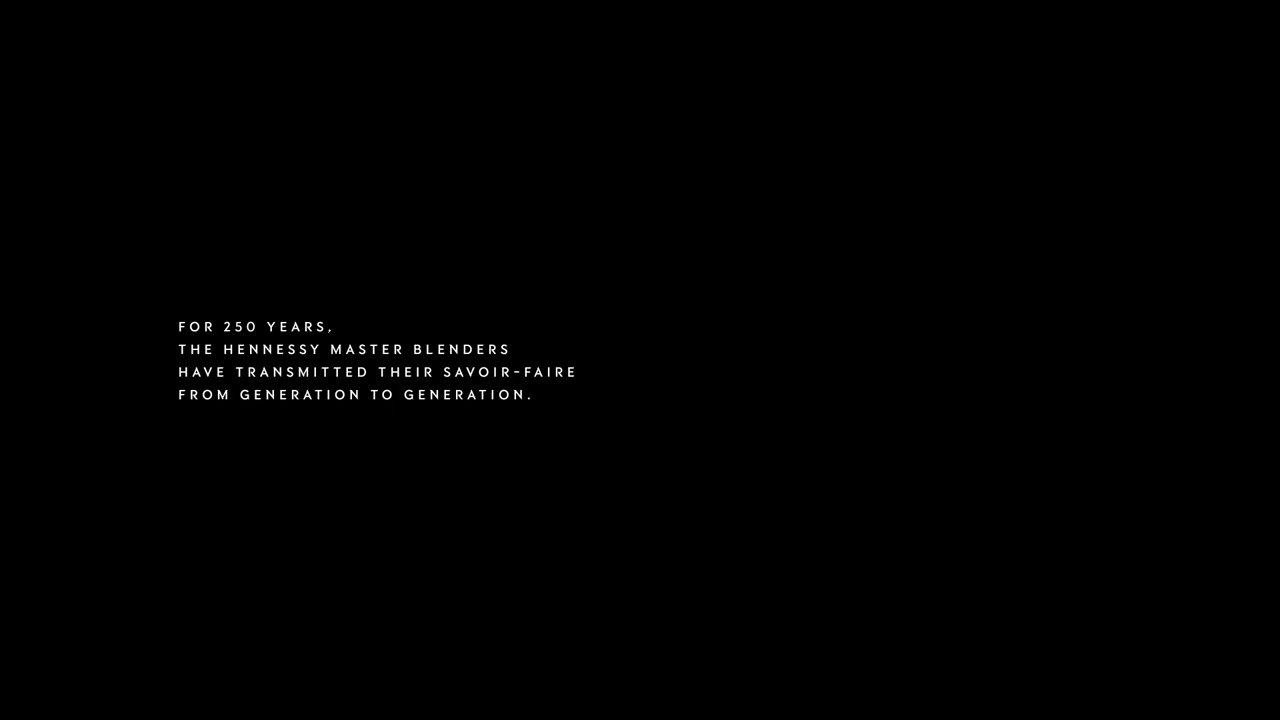 FOR 250 YEARS,
THE HENNESSY MASTER BLENDERS
HAVE TRANSMITTED THEIR SAVOIR-FAIRE
FROM GENERATION TO GENERATION.